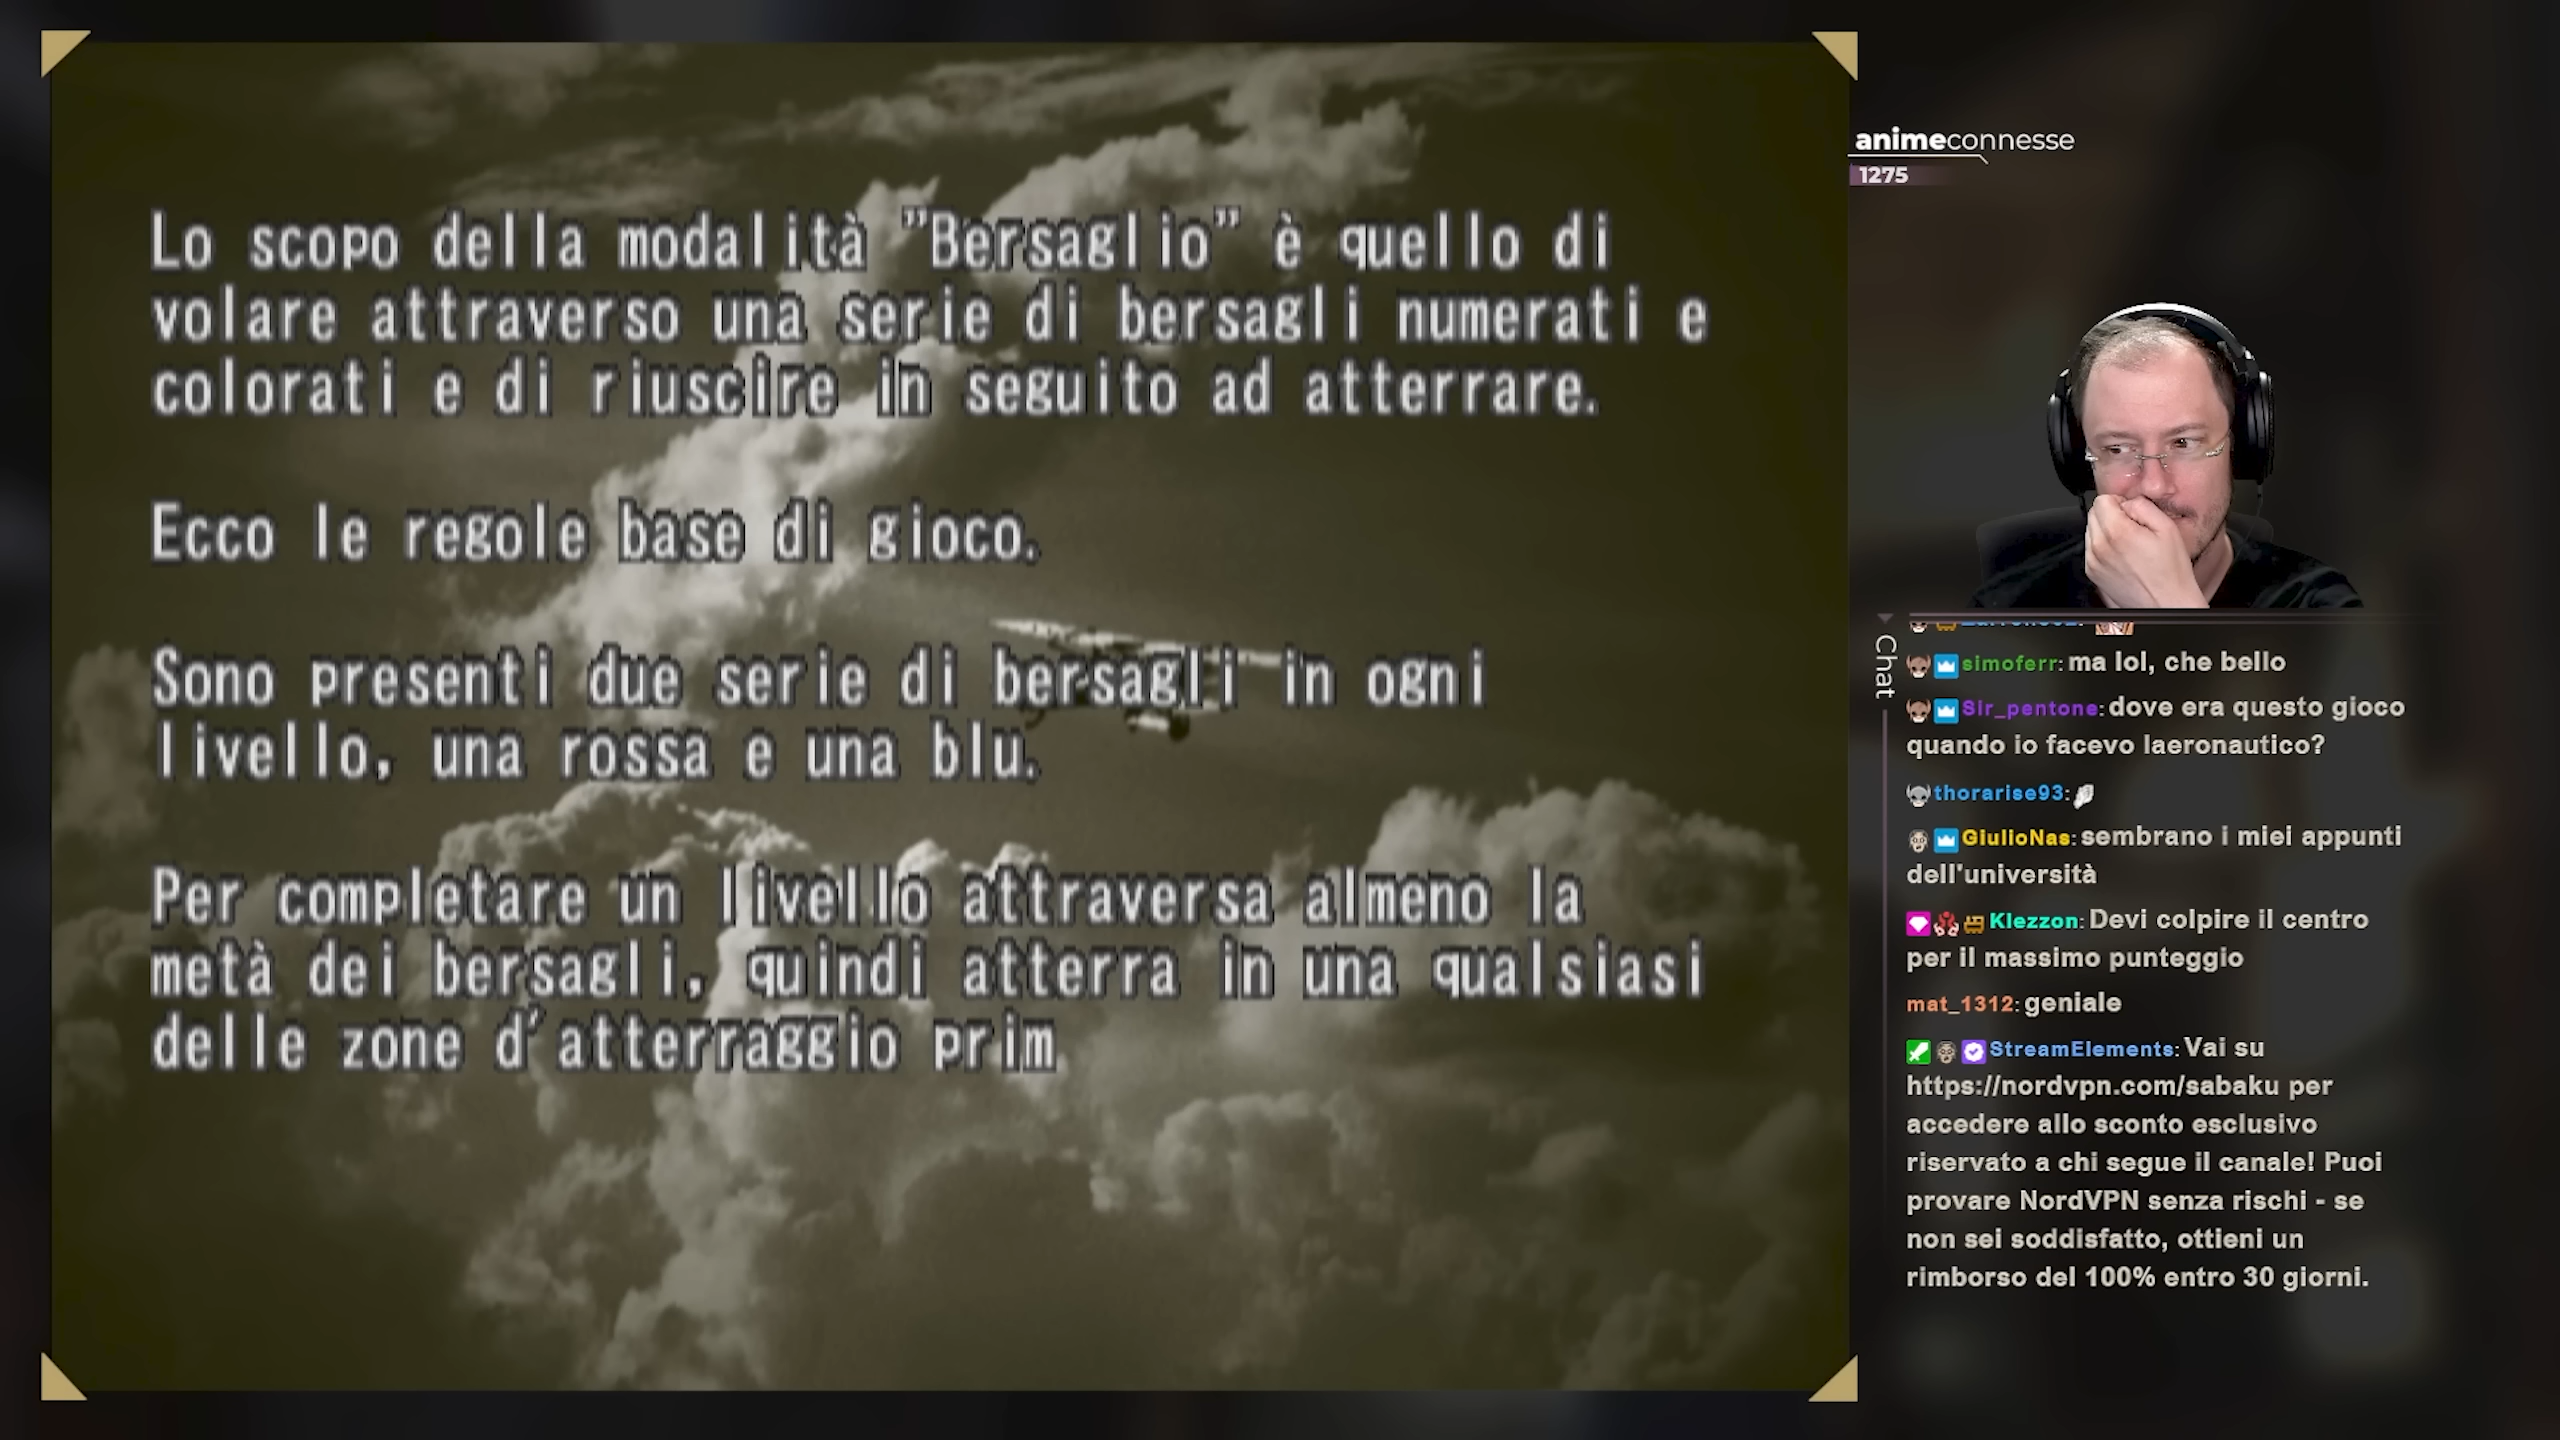 Lo scopo della modalità "Bersaglio" è quello di
volare attraverso una serie di bersagli numerati e
colorati e di riuscire in seguito ad atterrare.
Ecco le regole base di gioco.
Sono presenti due serie di bersagli in ogni
livello, una rossa e una blu.
Per completare un livello attraversa almeno la
metà dei bersagli, quindi atterra in una qualsiasi
delle zone d'atterraggio prim
animeconnesse
1275
Chat
simoferr: ma lol, che bello
Sir_pentone: dove era questo gioco
quando io facevo laeronautico?
thorarise93:
GiulioNas: sembrano i miei appunti
dell'università
Klezzon: Devi colpire il centro
per il massimo punteggio
mat_1312: geniale
StreamElements: Vai su
https://nordvpn.com/sabaku per
accedere allo sconto esclusivo
riservato a chi segue il canale! Puoi
provare NordVPN senza rischi - se
non sei soddisfatto, ottieni un
rimborso del 100% entro 30 giorni.